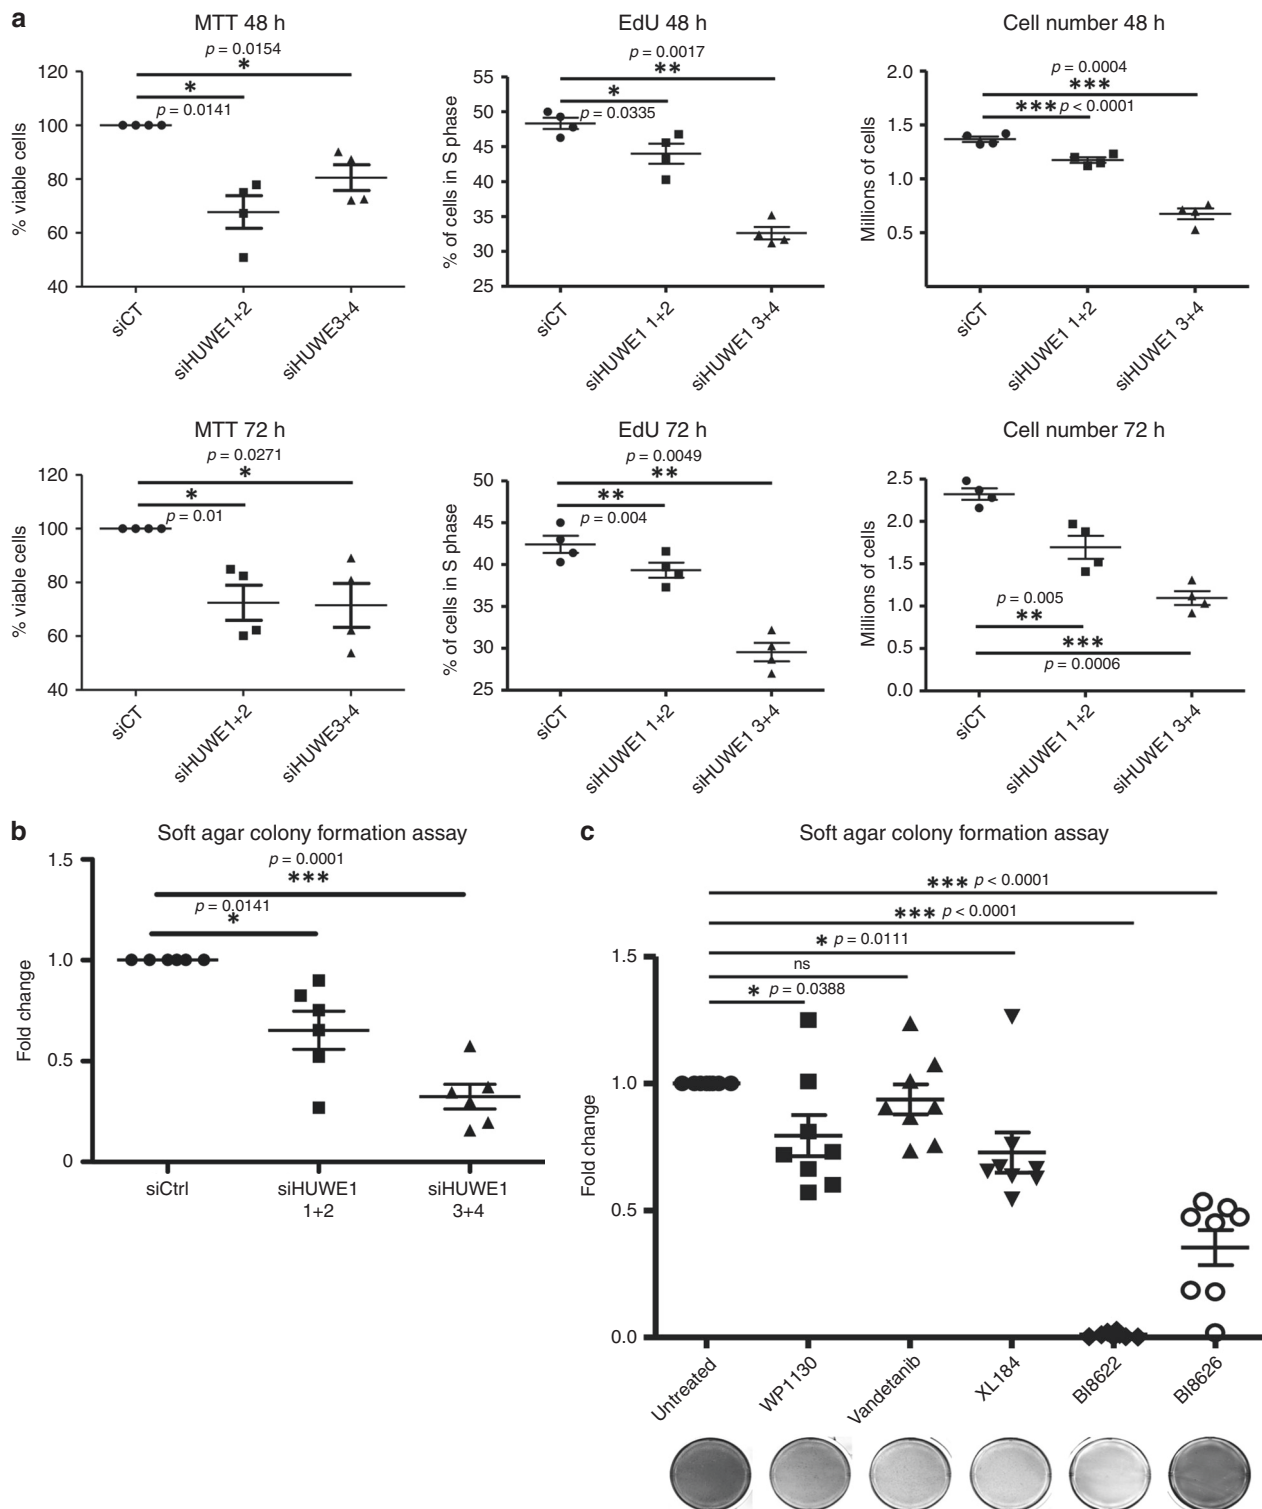 a
MTT 48 h
p = 0.0154
*
*
p = 0.0141
120
100
80
60
40
% viable cells
siCT
siHUWE1+2
siHUWE3+4
EdU 48 h
p = 0.0017
**
*
p = 0.0335
55
50
45
40
35
30
25
% of cells in S phase
siCT
siHUWE1 1+2
siHUWE1 3+4
Cell number 48 h
p = 0.0004
***
*** p < 0.0001
2.0
1.5
1.0
0.5
Millions of cells
siCT
siHUWE1 1+2
siHUWE1 3+4
MTT 72 h
p = 0.0271
*
*
p = 0.01
120
100
80
60
40
% viable cells
siCT
siHUWE1+2
siHUWE3+4
EdU 72 h
p = 0.0049
**
**
p = 0.004
50
45
40
35
30
25
% of cells in S phase
siCT
siHUWE1 1+2
siHUWE1 3+4
Cell number 72 h
2.5
2.0
1.5
1.0
0.5
0.0
Millions of cells
p = 0.005
**
***
p = 0.0006
siCT
siHUWE1 1+2
siHUWE1 3+4
b
Soft agar colony formation assay
p = 0.0001
***
p = 0.0141
*
1.5
1.0
0.5
0
Fold change
siCtrl
siHUWE1
1+2
siHUWE1
3+4
c
Soft agar colony formation assay
*** p < 0.0001
*** p < 0.0001
* p = 0.0111
ns
* p = 0.0388
1.5
1.0
0.5
0.0
Fold change
Untreated
WP1130
Vandetanib
XL184
BI8622
BI8626